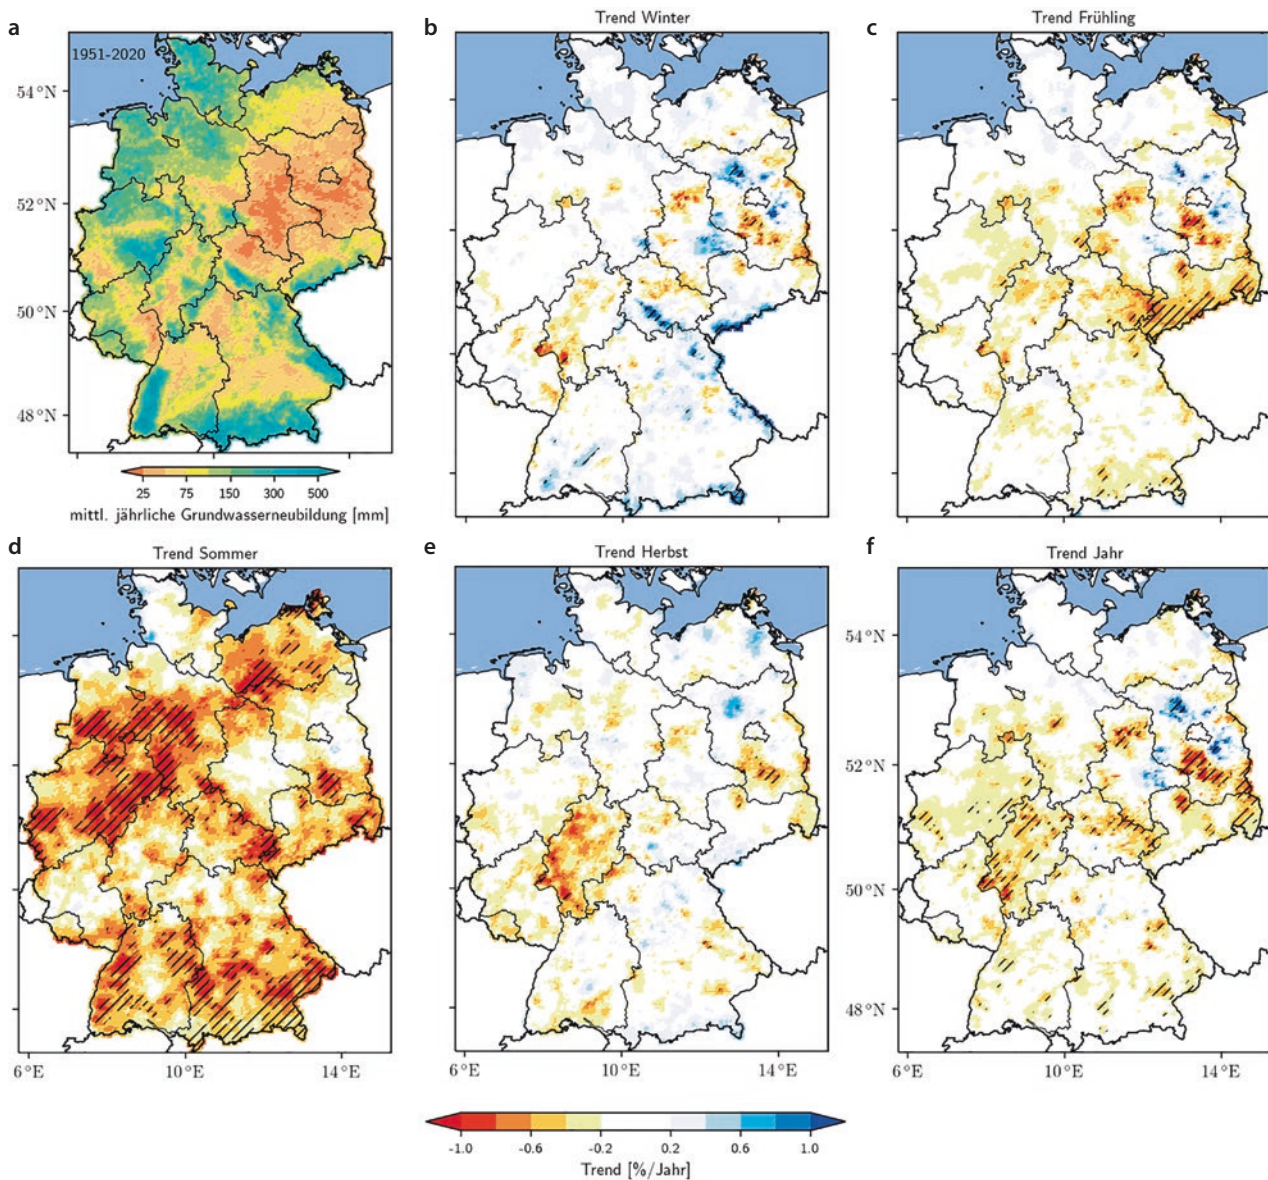 a
1951-2020
54°N
52°N
50°N
48°N
25 75 150 300 500
mittl. jährliche Grundwasserneubildung [mm]
b
Trend Winter
c
Trend Frühling
d
Trend Sommer
6°E 10°E 14°E
e
Trend Herbst
6°E 10°E 14°E
f
Trend Jahr
54°N
52°N
50°N
48°N
6°E 10°E 14°E
-1.0 -0.6 -0.2 0.2 0.6 1.0
Trend [%/Jahr]